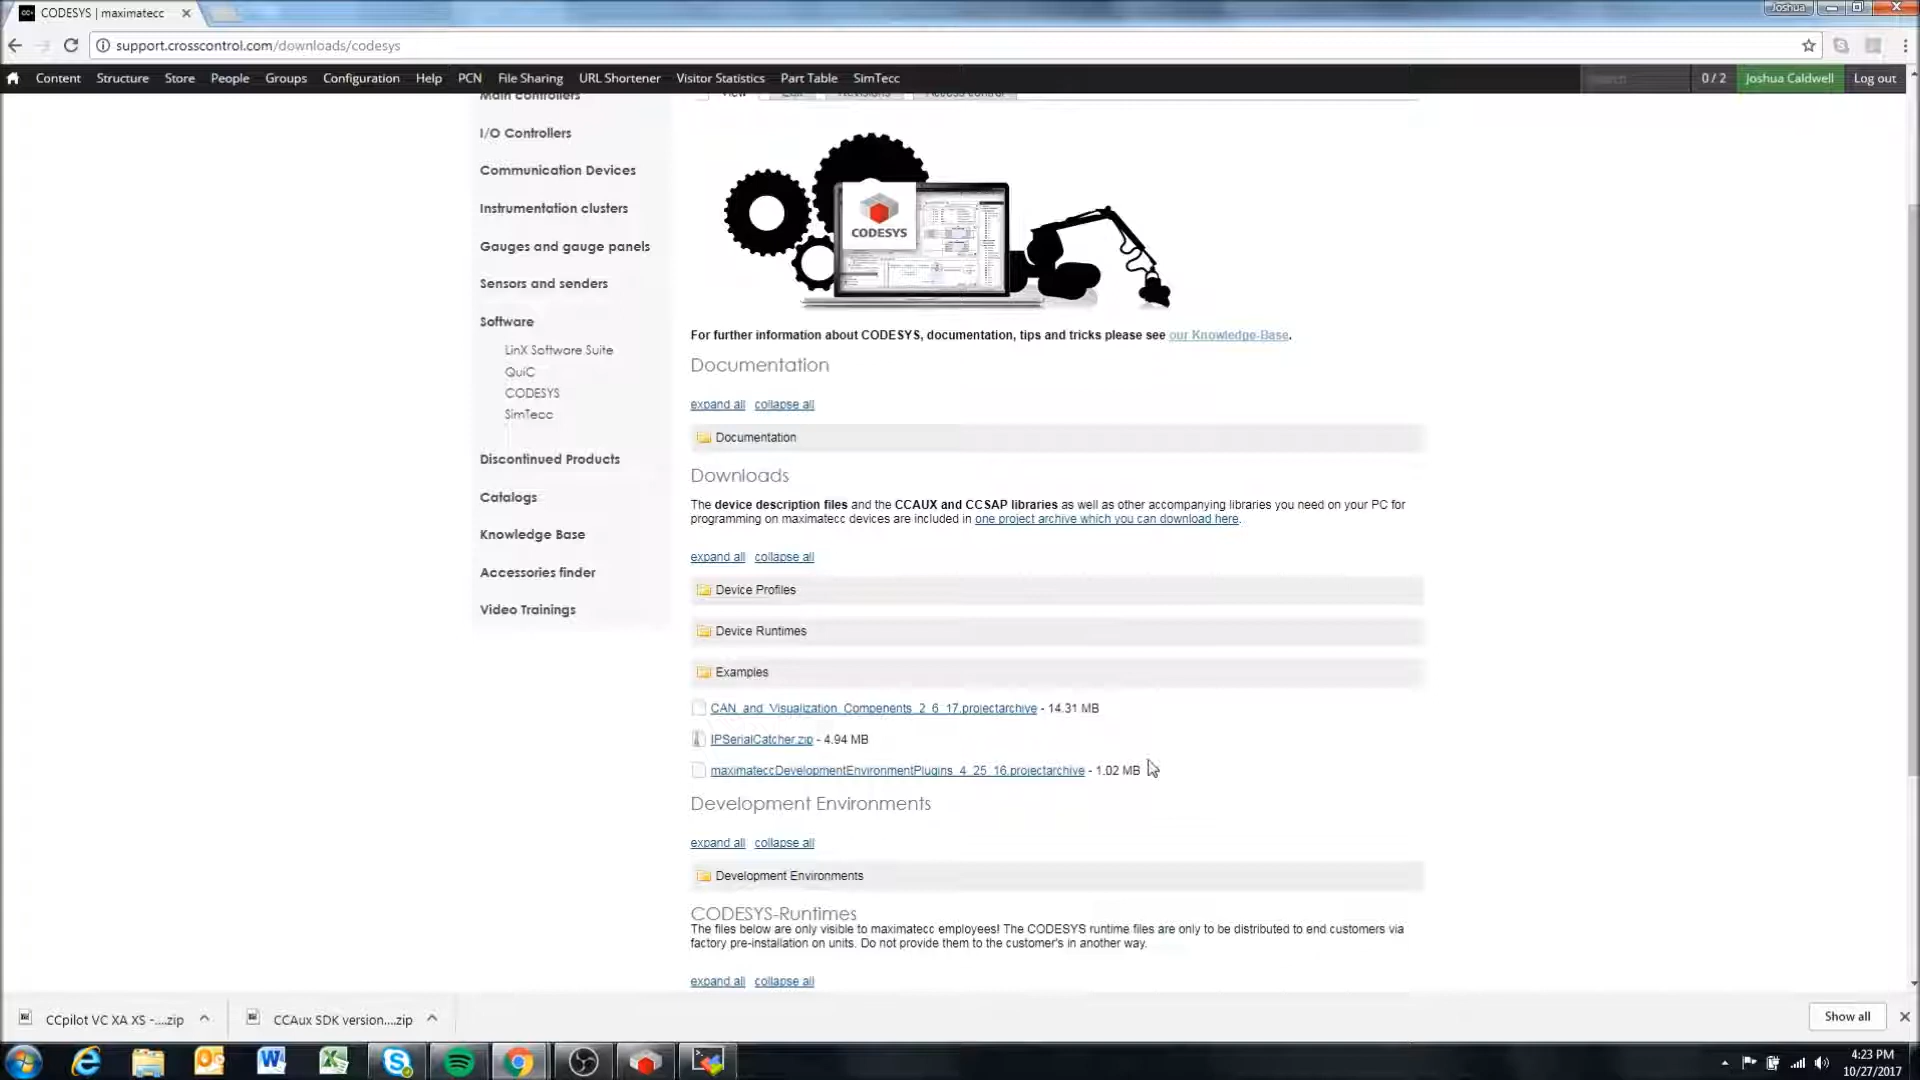 CODESYS | maximatecc
Joshua
support.crosscontrol.com/downloads/codesys
Content Structure Store People Groups Configuration Help PCN File Sharing URL Shortener Visitor Statistics Part Table SimTecc
Search 0 / 2 Joshua Caldwell Log out
View Edit Revisions Access control
Main controllers
I/O Controllers
Communication Devices
Instrumentation clusters
Gauges and gauge panels
Sensors and senders
Software
LinX Software Suite
QuiC
CODESYS
SimTecc
Discontinued Products
Catalogs
Knowledge Base
Accessories finder
Video Trainings
CODESYS
For further information about CODESYS, documentation, tips and tricks please see our Knowledge-Base.
Documentation
expand all collapse all
Documentation
Downloads
The device description files and the CCAUX and CCSAP libraries as well as other accompanying libraries you need on your PC for
programming on maximatecc devices are included in one project archive which you can download here.
expand all collapse all
Device Profiles
Device Runtimes
Examples
CAN_and_Visualization_Compenents_2_6_17.projectarchive - 14.31 MB
IPSerialCatcher.zip - 4.94 MB
maximateccDevelopmentEnvironmentPlugins_4_25_16.projectarchive - 1.02 MB
Development Environments
expand all collapse all
Development Environments
CODESYS-Runtimes
The files below are only visible to maximatecc employees! The CODESYS runtime files are only to be distributed to end customers via
factory pre-installation on units. Do not provide them to the customer's in another way.
expand all collapse all
CCpilot VC XA XS -....zip
CCAux SDK version....zip
Show all
4:23 PM
10/27/2017